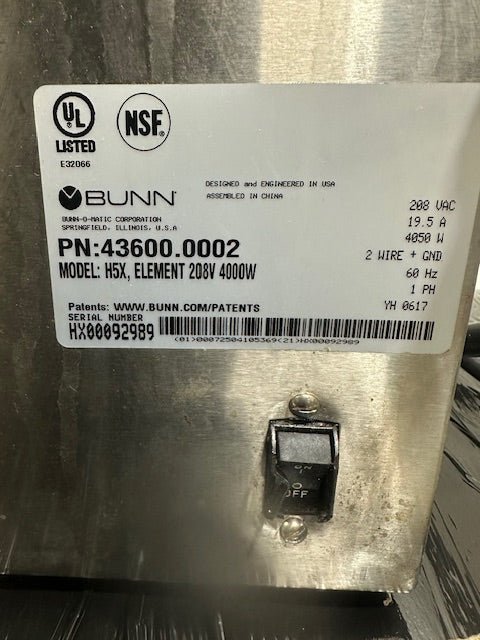 UL
LISTED
E32066
NSF
BUNN
DESIGNED and ENGINEERED IN USA
ASSEMBLED IN CHINA
BUNN-O-MATIC CORPORATION
SPRINGFIELD, ILLINOIS, U.S.A
208 VAC
19.5 A
4050 W
2 WIRE + GND
60 Hz
1 PH
YH 0617
PN:43600.0002
MODEL: H5X, ELEMENT 208V 4000W
Patents: WWW.BUNN.COM/PATENTS
SERIAL NUMBER
HX00092989
(01)00072504105369(21)HX00092989
ON
OFF